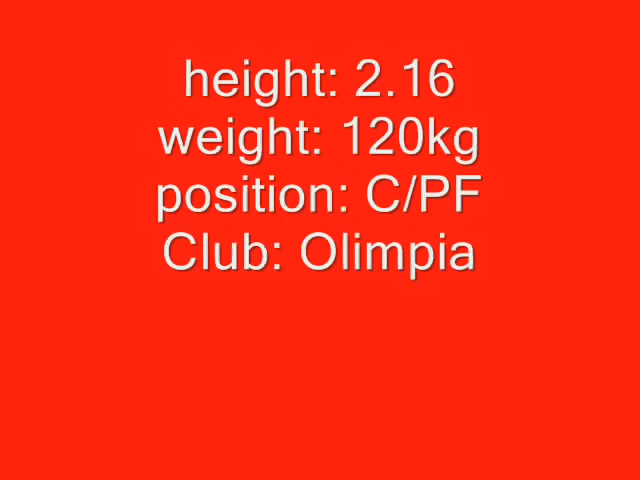 height: 2.16
weight: 120kg
position: C/PF
Club: Olimpia